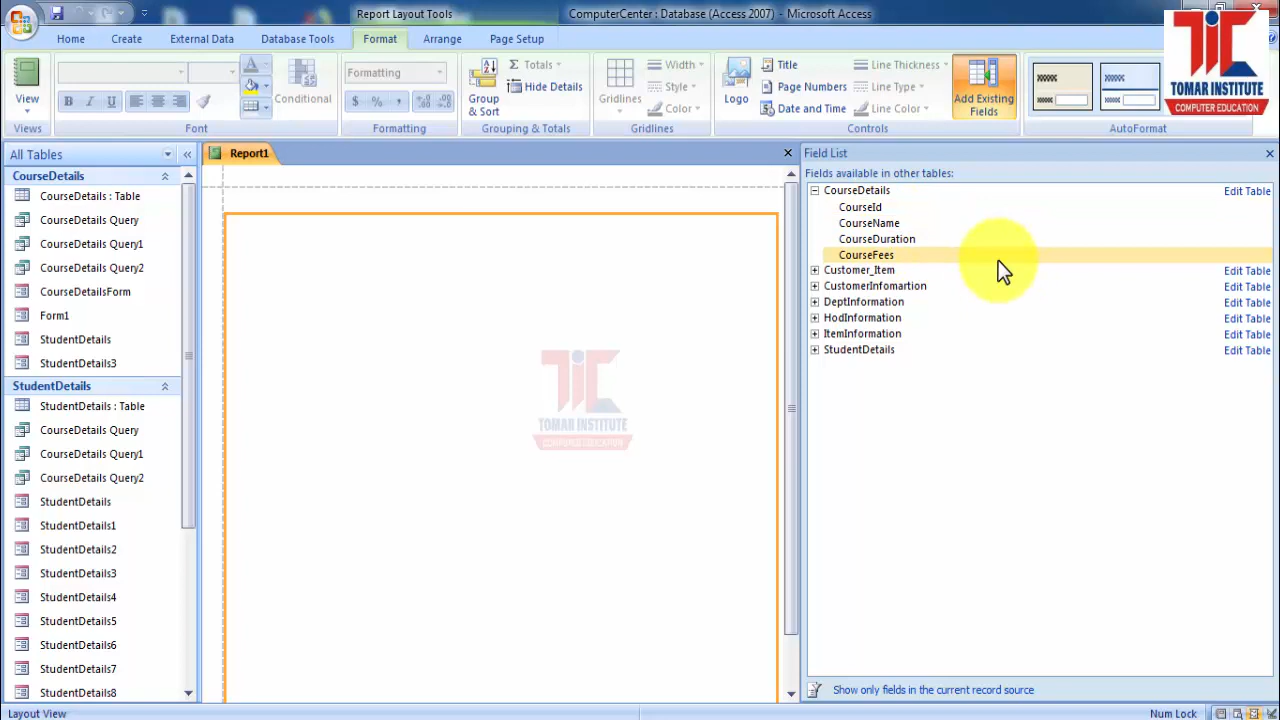 Report Layout Tools
ComputerCenter : Database (Access 2007) - Microsoft Access
Home
Create
External Data
Database Tools
Format
Arrange
Page Setup
View
Views
B
I
U
A
Font
Conditional
Formatting
$
%
,
Formatting
Group
& Sort
Σ Totals
Hide Details
Grouping & Totals
Gridlines
Width
Style
Color
Gridlines
Logo
Title
Page Numbers
Date and Time
Line Thickness
Line Type
Line Color
Add Existing
Fields
Controls
AutoFormat
TIC
TOMAR INSTITUTE
COMPUTER EDUCATION
All Tables
CourseDetails
CourseDetails : Table
CourseDetails Query
CourseDetails Query1
CourseDetails Query2
CourseDetailsForm
Form1
StudentDetails
StudentDetails3
StudentDetails
StudentDetails : Table
CourseDetails Query
CourseDetails Query1
CourseDetails Query2
StudentDetails
StudentDetails1
StudentDetails2
StudentDetails3
StudentDetails4
StudentDetails5
StudentDetails6
StudentDetails7
StudentDetails8
Report1
TIC
TOMAR INSTITUTE
COMPUTER EDUCATION
Field List
Fields available in other tables:
CourseDetails Edit Table
CourseId
CourseName
CourseDuration
CourseFees
Customer_Item Edit Table
CustomerInfomartion Edit Table
DeptInformation Edit Table
HodInformation Edit Table
ItemInformation Edit Table
StudentDetails Edit Table
Show only fields in the current record source
Layout View
Num Lock